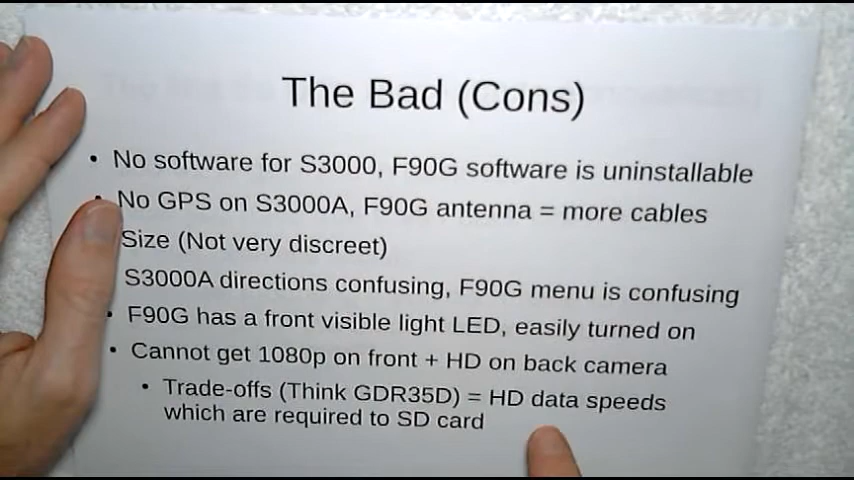 The Bad (Cons)
• No software for S3000, F90G software is uninstallable
• No GPS on S3000A, F90G antenna = more cables
Size (Not very discreet)
S3000A directions confusing, F90G menu is confusing
• F90G has a front visible light LED, easily turned on
• Cannot get 1080p on front + HD on back camera
• Trade-offs (Think GDR35D) = HD data speeds
which are required to SD card